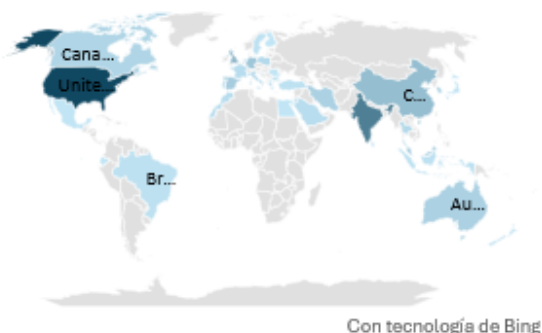 Cana...
Unite...
C...
Br...
Au...
Con tecnología de Bing